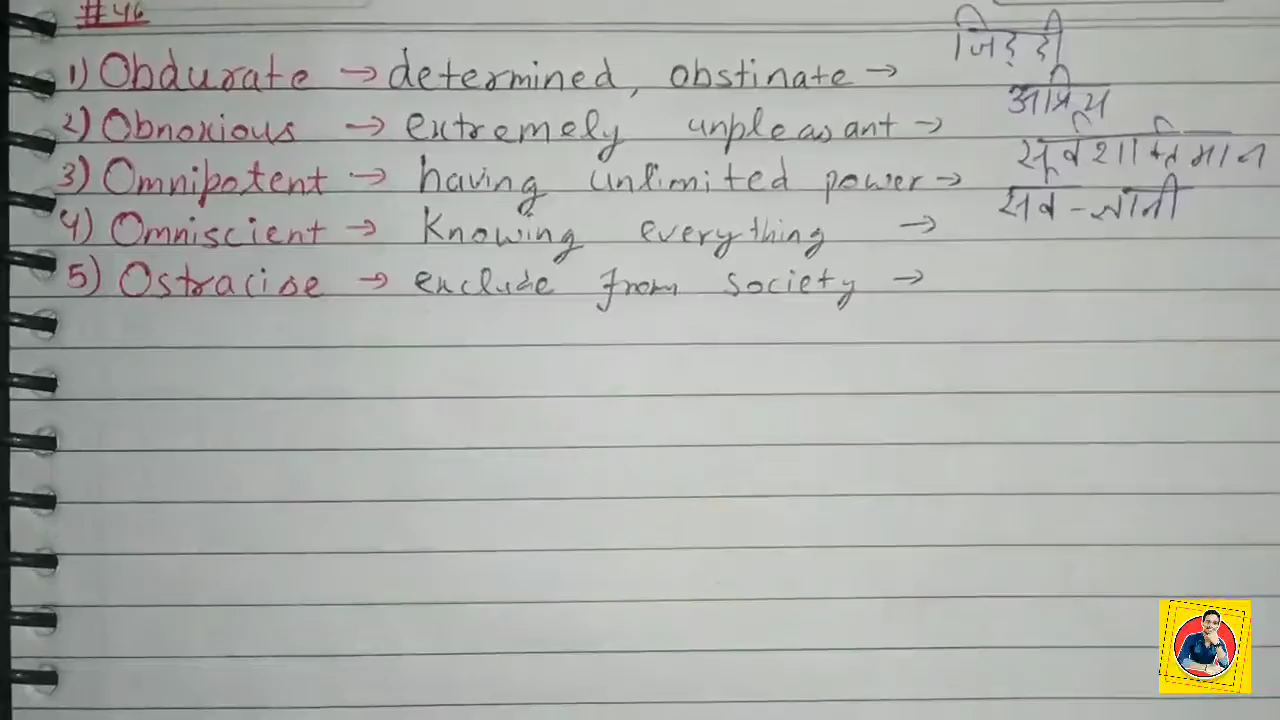 #46
1) Obdurate → determined, obstinate → जिद्दी
2) Obnoxious → extremely unpleasant → अप्रिय
3) Omnipotent → having unlimited power → सर्वशक्तिमान
4) Omniscient → Knowing everything → सर्व-ज्ञानी
5) Ostracise → exclude from society →